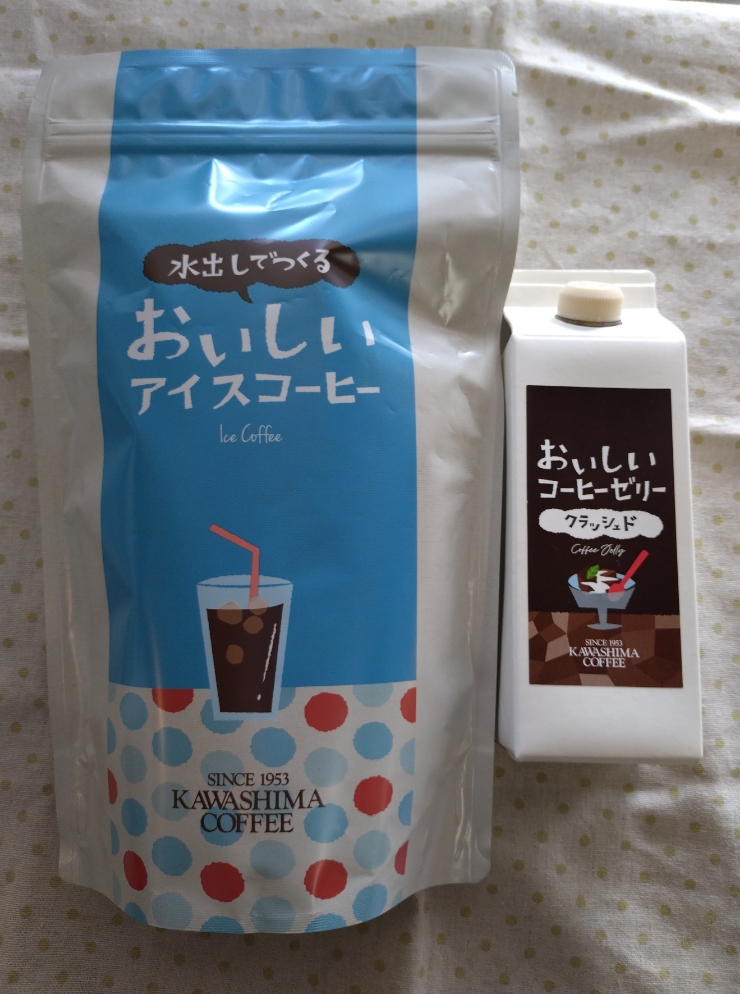 水出しでつくる
おいしい
アイスコーヒー
Ice Coffee
SINCE 1953
KAWASHIMA
COFFEE
おいしい
コーヒーゼリー
クラッシュド
Coffee Jelly
SINCE 1953
KAWASHIMA
COFFEE